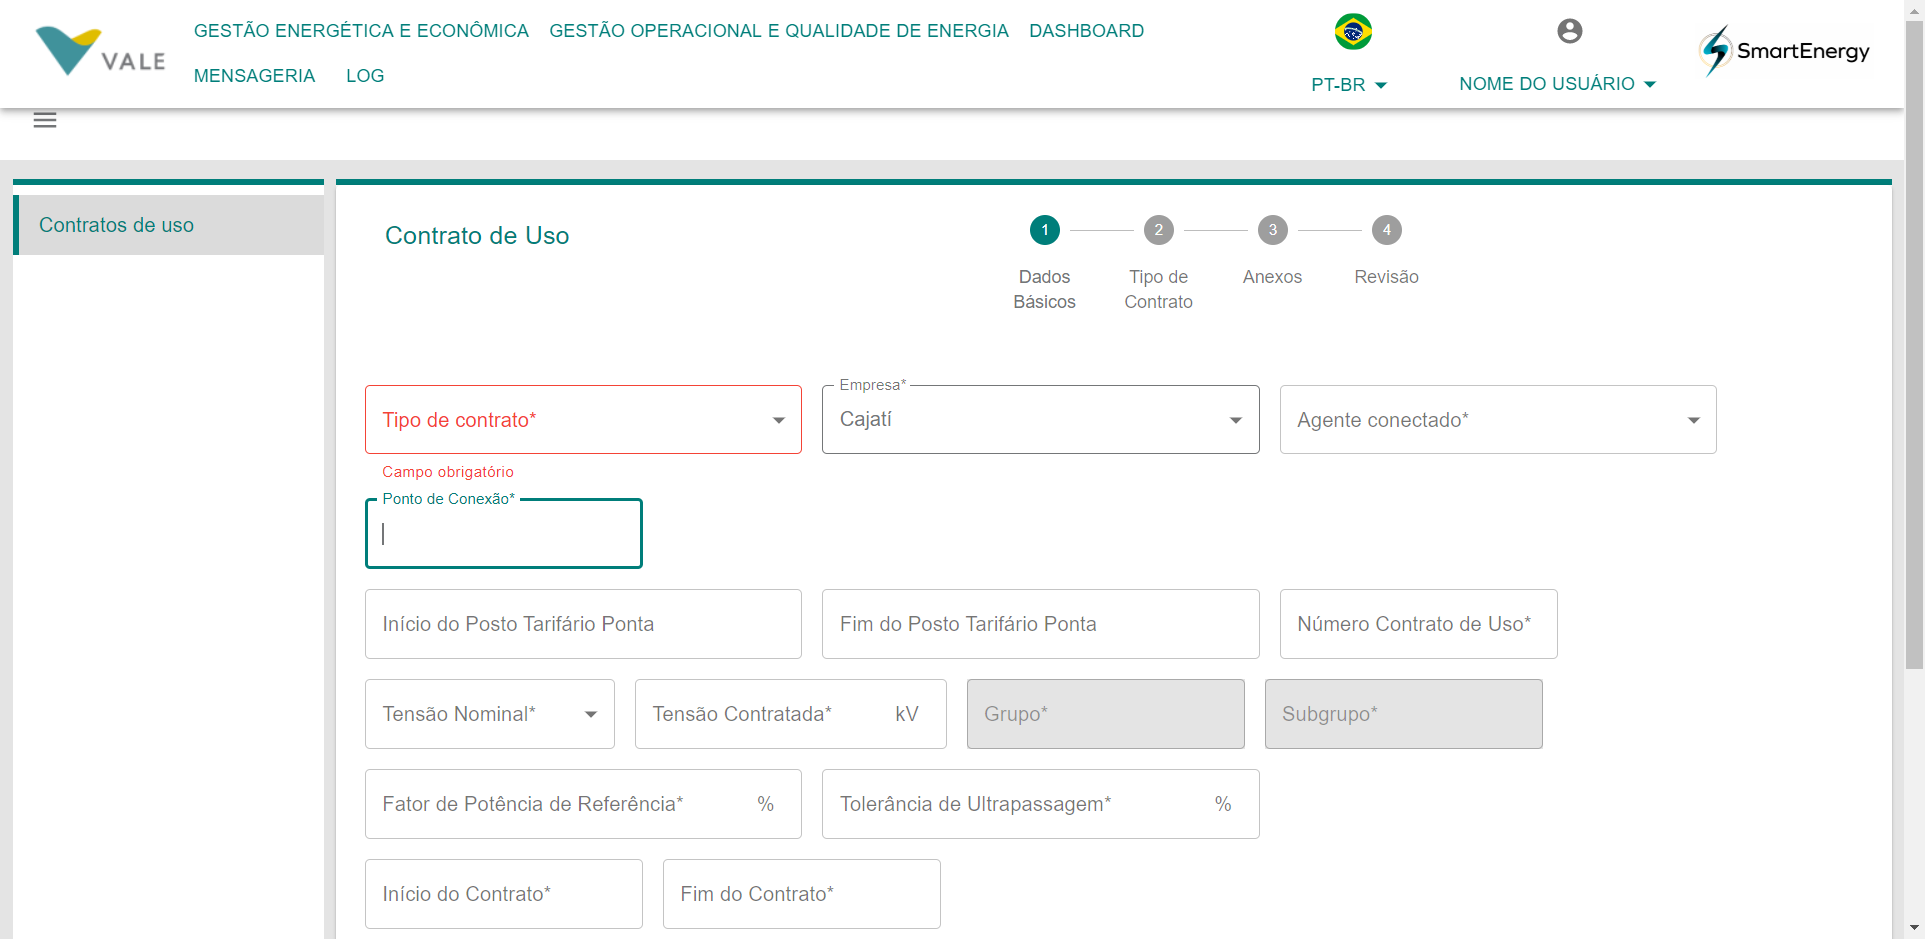 VALE
GESTÃO ENERGÉTICA E ECONÔMICA GESTÃO OPERACIONAL E QUALIDADE DE ENERGIA DASHBOARD
MENSAGERIA LOG
PT-BR
NOME DO USUÁRIO
SmartEnergy
Contratos de uso
Contrato de Uso
1 2 3 4
Dados Básicos
Tipo de Contrato
Anexos
Revisão
Tipo de contrato*
Campo obrigatório
Empresa*
Cajatí
Agente conectado*
Ponto de Conexão*
Início do Posto Tarifário Ponta
Fim do Posto Tarifário Ponta
Número Contrato de Uso*
Tensão Nominal*
Tensão Contratada* kV
Grupo*
Subgrupo*
Fator de Potência de Referência* %
Tolerância de Ultrapassagem* %
Início do Contrato*
Fim do Contrato*